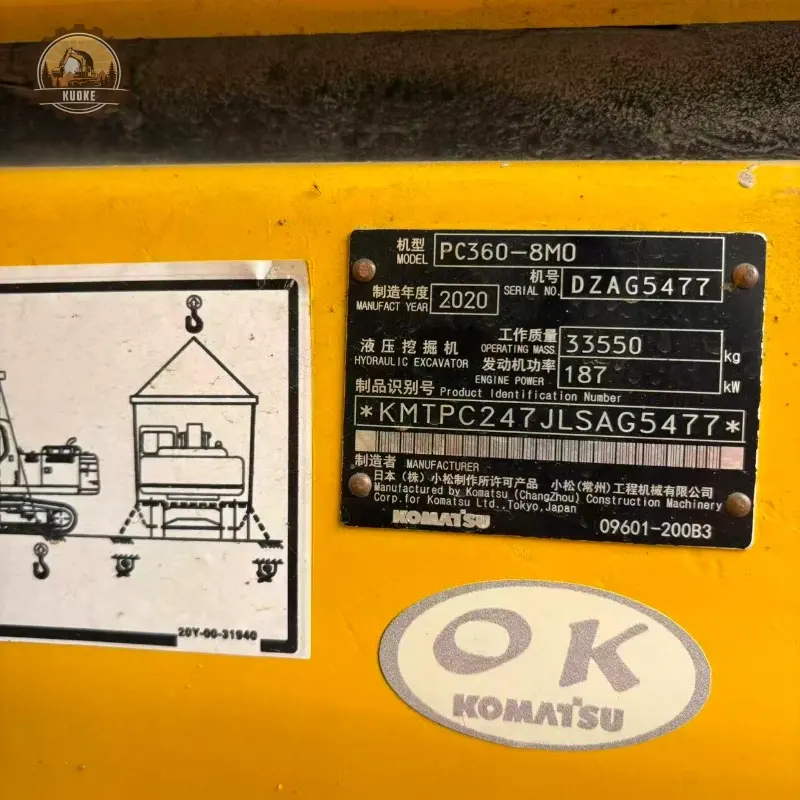 KUOKE
机型 MODEL PC360-8M0
机号 SERIAL NO. DZAG5477
制造年度 MANUFACT YEAR 2020
工作质量 OPERATING MASS 33550 kg
液压挖掘机 HYDRAULIC EXCAVATOR
发动机功率 ENGINE POWER 187 kW
制品识别号 Product Identification Number
*KMTPC247JLSAG5477*
制造者 MANUFACTURER
日本（株）小松制作所许可产品 小松（常州）工程机械有限公司
Manufactured by Komatsu (ChangZhou) Construction Machinery
Corp.for Komatsu Ltd.,Tokyo,Japan
KOMATSU
09601-200B3
20Y-00-31940
OK
KOMATSU